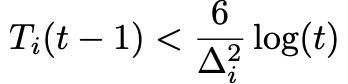 $T_i(t-1) < \frac{6}{\Delta_i^2} \log(t)$